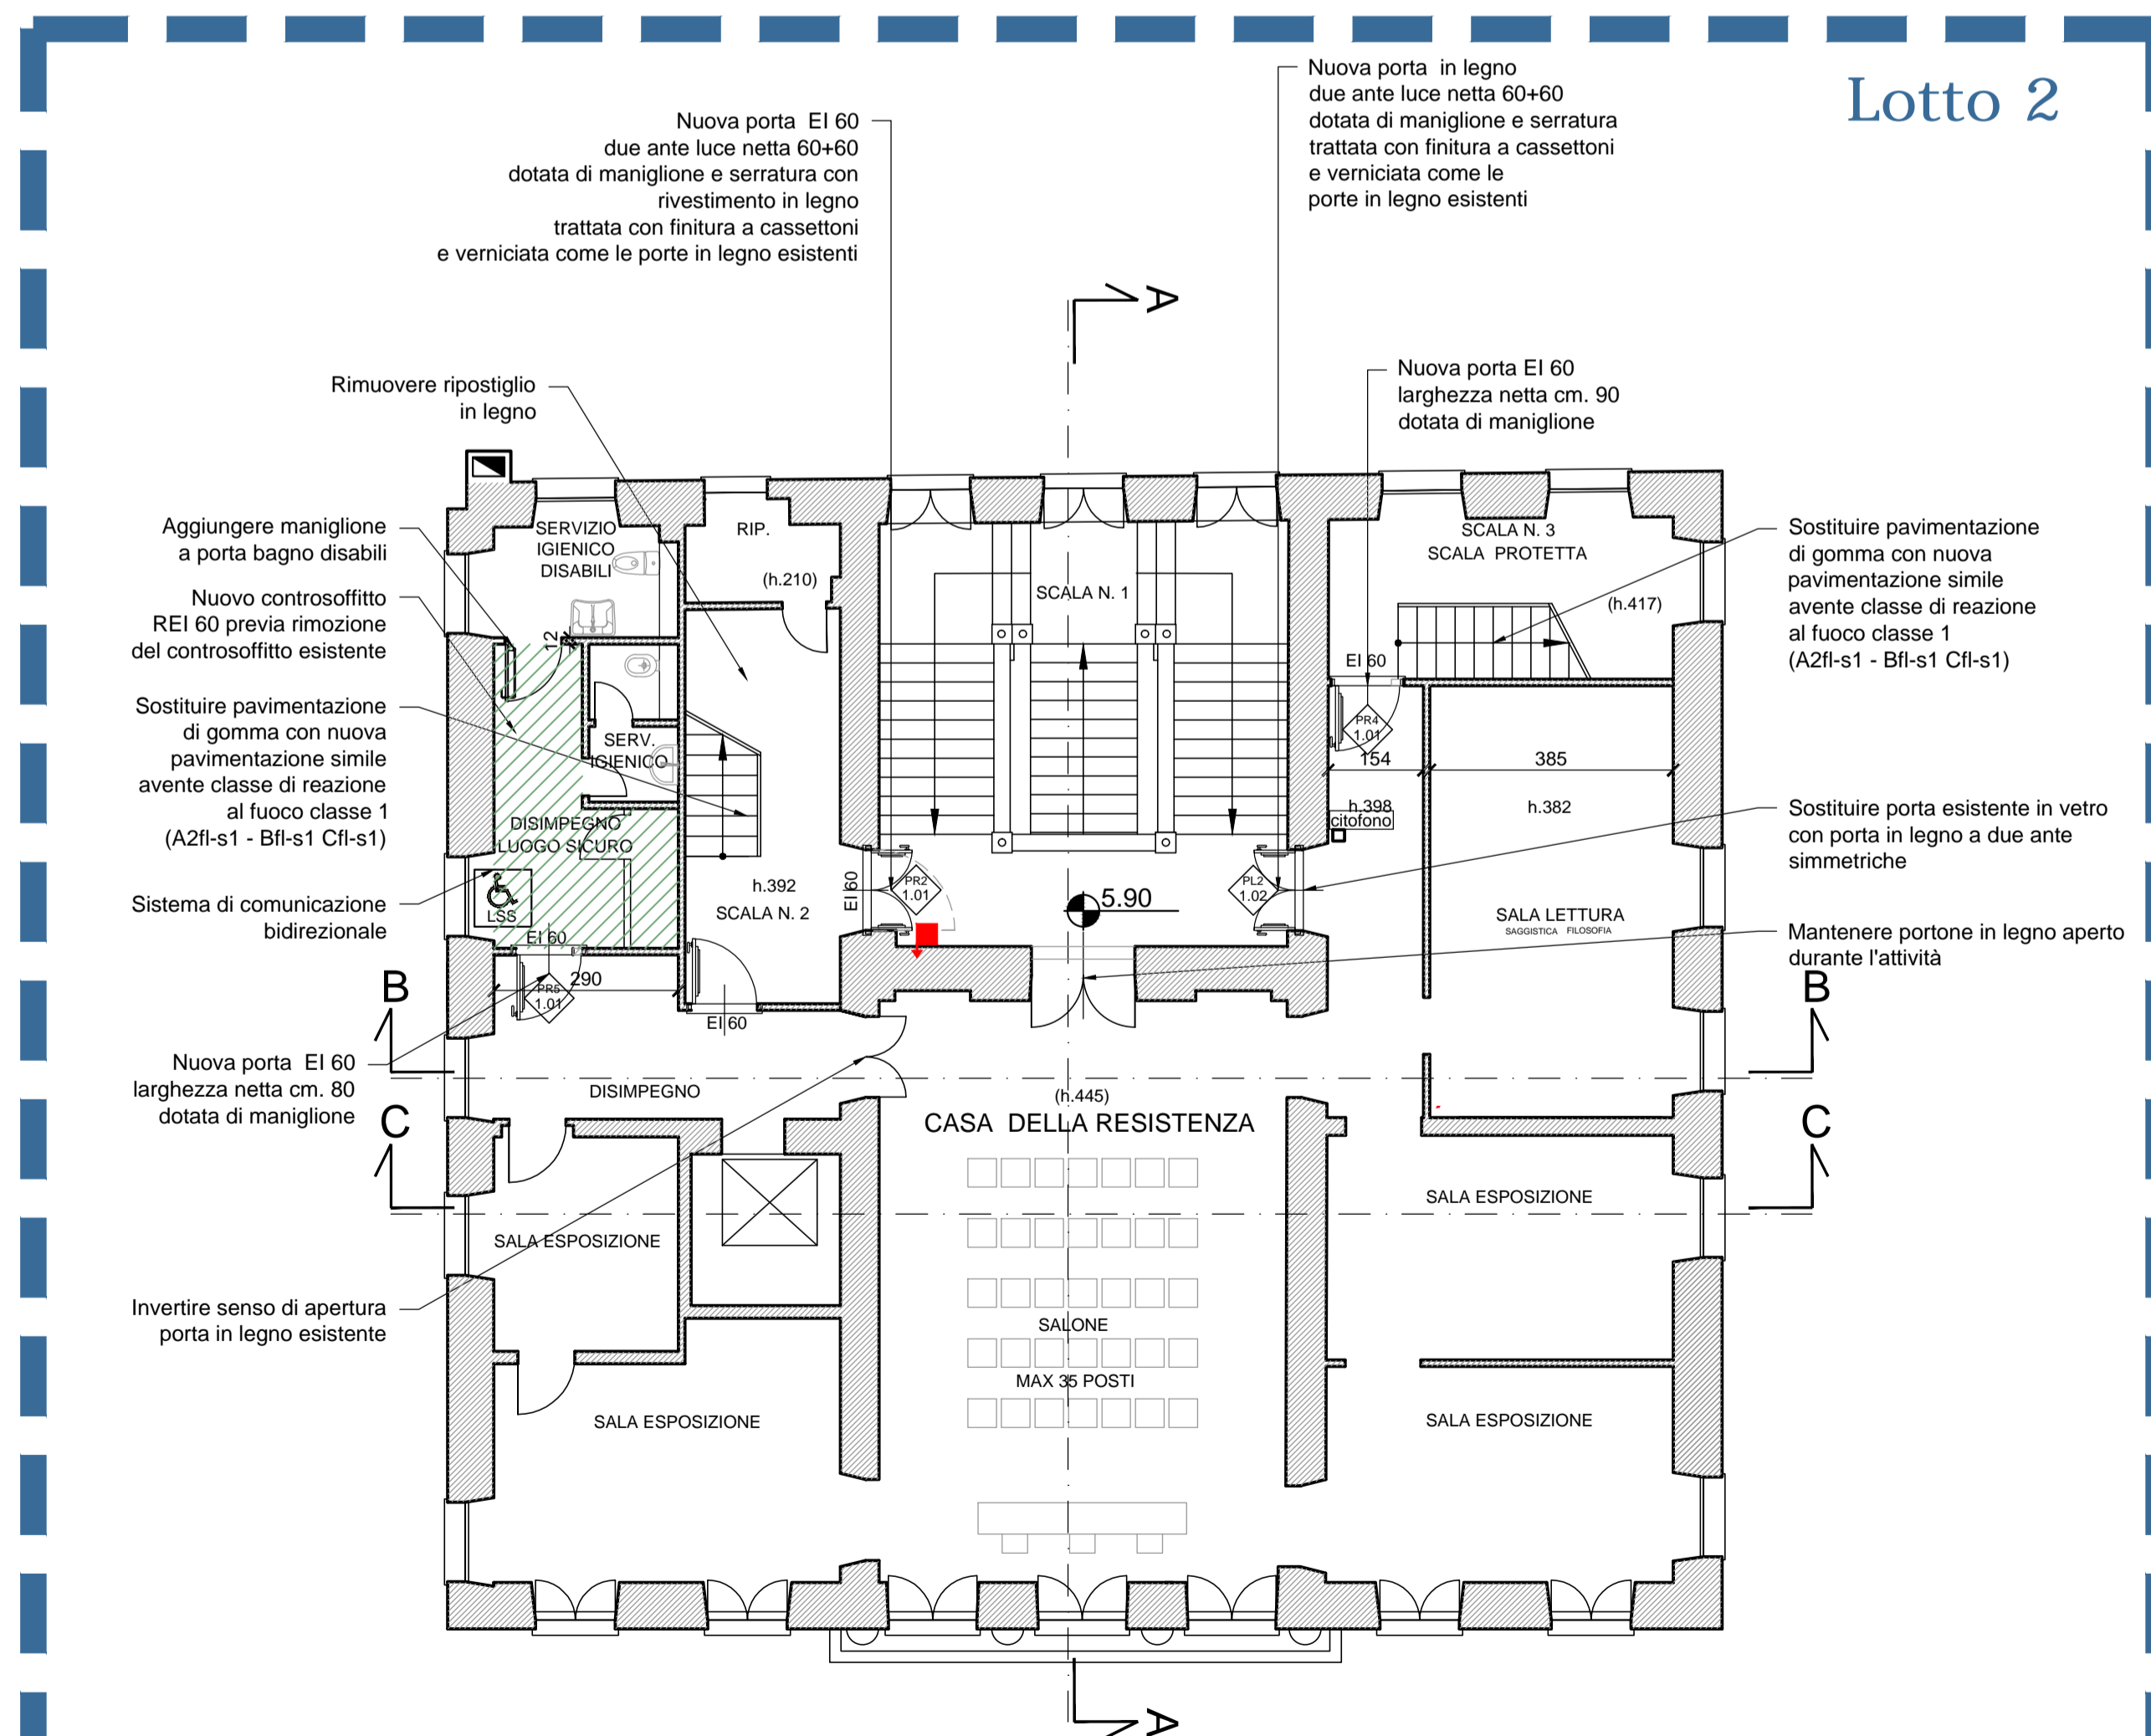 Lotto 2
Nuova porta in legno
due ante luce netta 60+60
dotata di maniglione e serratura
trattata con finitura a cassettoni
e verniciata come le
porte in legno esistenti
Nuova porta EI 60
due ante luce netta 60+60
dotata di maniglione e serratura con
rivestimento in legno
trattata con finitura a cassettoni
e verniciata come le porte in legno esistenti
A
Rimuovere ripostiglio
in legno
Nuova porta EI 60
larghezza netta cm. 90
dotata di maniglione
Aggiungere maniglione
a porta bagno disabili
Nuovo controsoffitto
REI 60 previa rimozione
del controsoffitto esistente
Sostituire pavimentazione
di gomma con nuova
pavimentazione simile
avente classe di reazione
al fuoco classe 1
(A2fl-s1 - Bfl-s1 Cfl-s1)
Sistema di comunicazione
bidirezionale
SERVIZIO
IGIENICO
DISABILI
12
RIP.
(h.210)
SCALA N. 1
SCALA N. 3
SCALA PROTETTA
(h.417)
EI 60
PR4
1.01
154
385
h.398
citofono
h.382
Sostituire pavimentazione
di gomma con nuova
pavimentazione simile
avente classe di reazione
al fuoco classe 1
(A2fl-s1 - Bfl-s1 Cfl-s1)
Sostituire porta esistente in vetro
con porta in legno a due ante
simmetriche
Mantenere portone in legno aperto
durante l'attività
SERV.
IGIENICO
DISIMPEGNO
LUOGO SICURO
LSS
EI 60
h.392
SCALA N. 2
EI 60
PR2
1.01
PL2
1.02
5.90
SALA LETTURA
SAGGISTICA FILOSOFIA
B
290
PR5
1.01
EI 60
B
Nuova porta EI 60
larghezza netta cm. 80
dotata di maniglione
DISIMPEGNO
(h.445)
CASA DELLA RESISTENZA
C
C
SALA ESPOSIZIONE
SALA ESPOSIZIONE
Invertire senso di apertura
porta in legno esistente
SALONE
MAX 35 POSTI
SALA ESPOSIZIONE
SALA ESPOSIZIONE
A